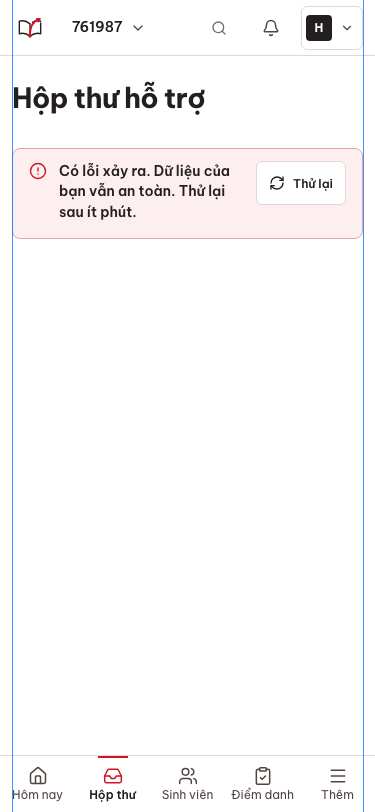 761987
H
Hộp thư hỗ trợ
Có lỗi xảy ra. Dữ liệu của
bạn vẫn an toàn. Thử lại
sau ít phút.
Thử lại
Hôm nay
Hộp thư
Sinh viên
Điểm danh
Thêm